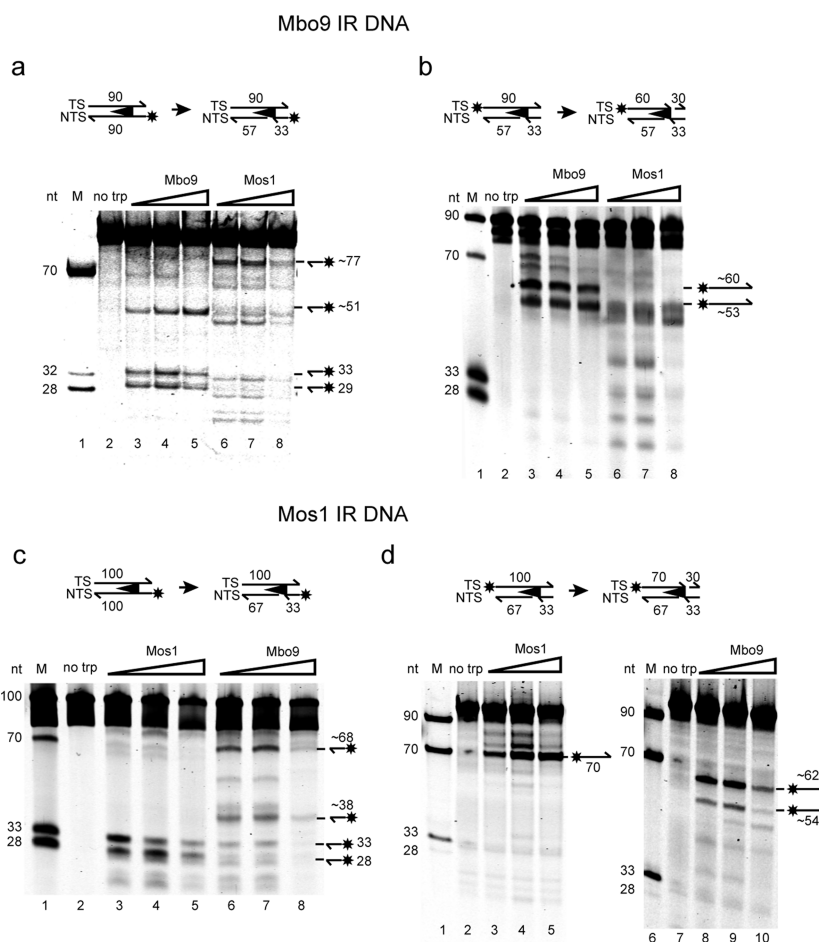 Mbo9 IR DNA
a
90
TS
NTS
90
90
57 33
nt M no trp Mbo9 Mos1
70
32
28
~77
~51
33
29
1 2 3 4 5 6 7 8
b
TS
NTS
90
57 33
60 30
TS
NTS
57 33
nt M no trp Mbo9 Mos1
90
70
33
28
~60
~53
1 2 3 4 5 6 7 8
Mos1 IR DNA
c
100
TS
NTS
100
100
TS
NTS
67 33
nt M no trp Mos1 Mbo9
100
70
33
28
~68
~38
33
28
1 2 3 4 5 6 7 8
d
100
TS
NTS
67 33
70 30
TS
NTS
67 33
nt M no trp Mos1
90
70
33
28
70
1 2 3 4 5
nt M no trp Mbo9
90
70
33
28
~62
~54
6 7 8 9 10